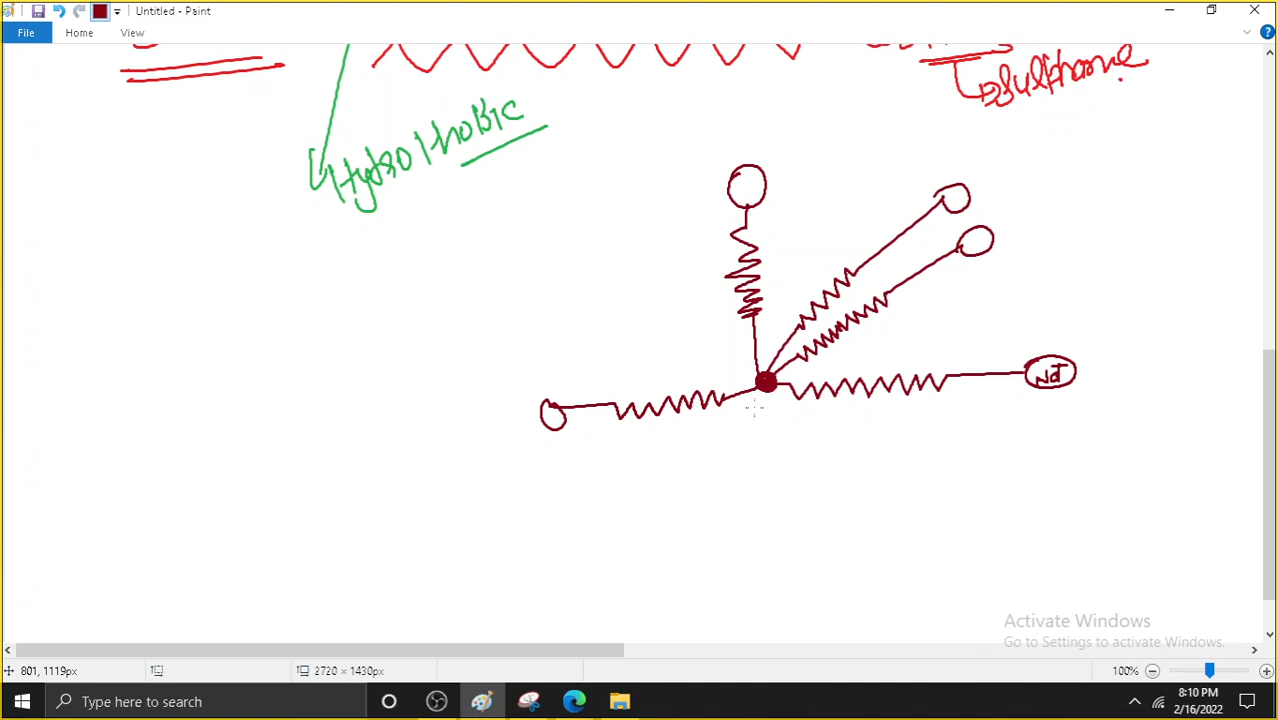 Untitled - Paint
File Home View
Hydrophobic
Sulphonate
Na+
Activate Windows
Go to Settings to activate Windows.
801, 1119px
2720 × 1430px
100%
Type here to search
8:10 PM
2/16/2022